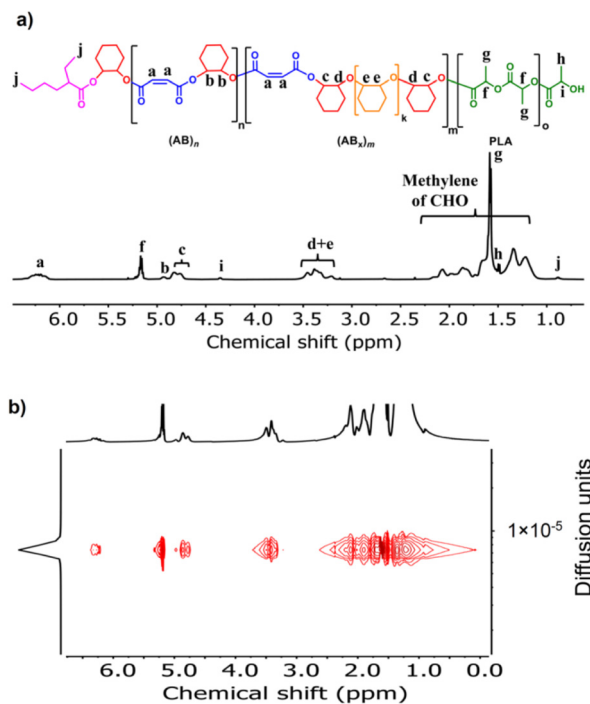 a)
j
j
O
O
O
O
a a
O
O
b b
n
(AB)n
O
O
O
O
a a
c d
e e
k
d c
m
(ABx)m
g
f
f
g
o
h
i
OH
PLA
g
Methylene
of CHO
a
f
b
c
i
d+e
h
j
6.0 5.5 5.0 4.5 4.0 3.5 3.0 2.5 2.0 1.5 1.0
Chemical shift (ppm)
b)
1×10-5
Diffusion units
6.0 5.0 4.0 3.0 2.0 1.0 0.0
Chemical shift (ppm)